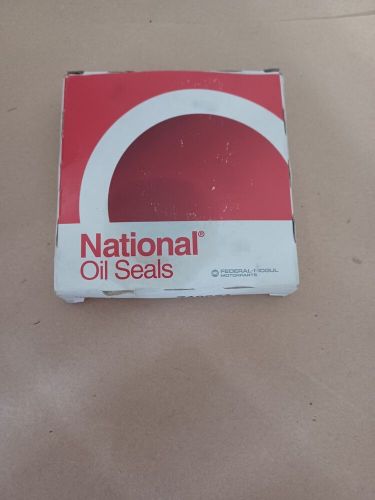 National®
Oil Seals
FEDERAL-MOGUL
MOTORPARTS